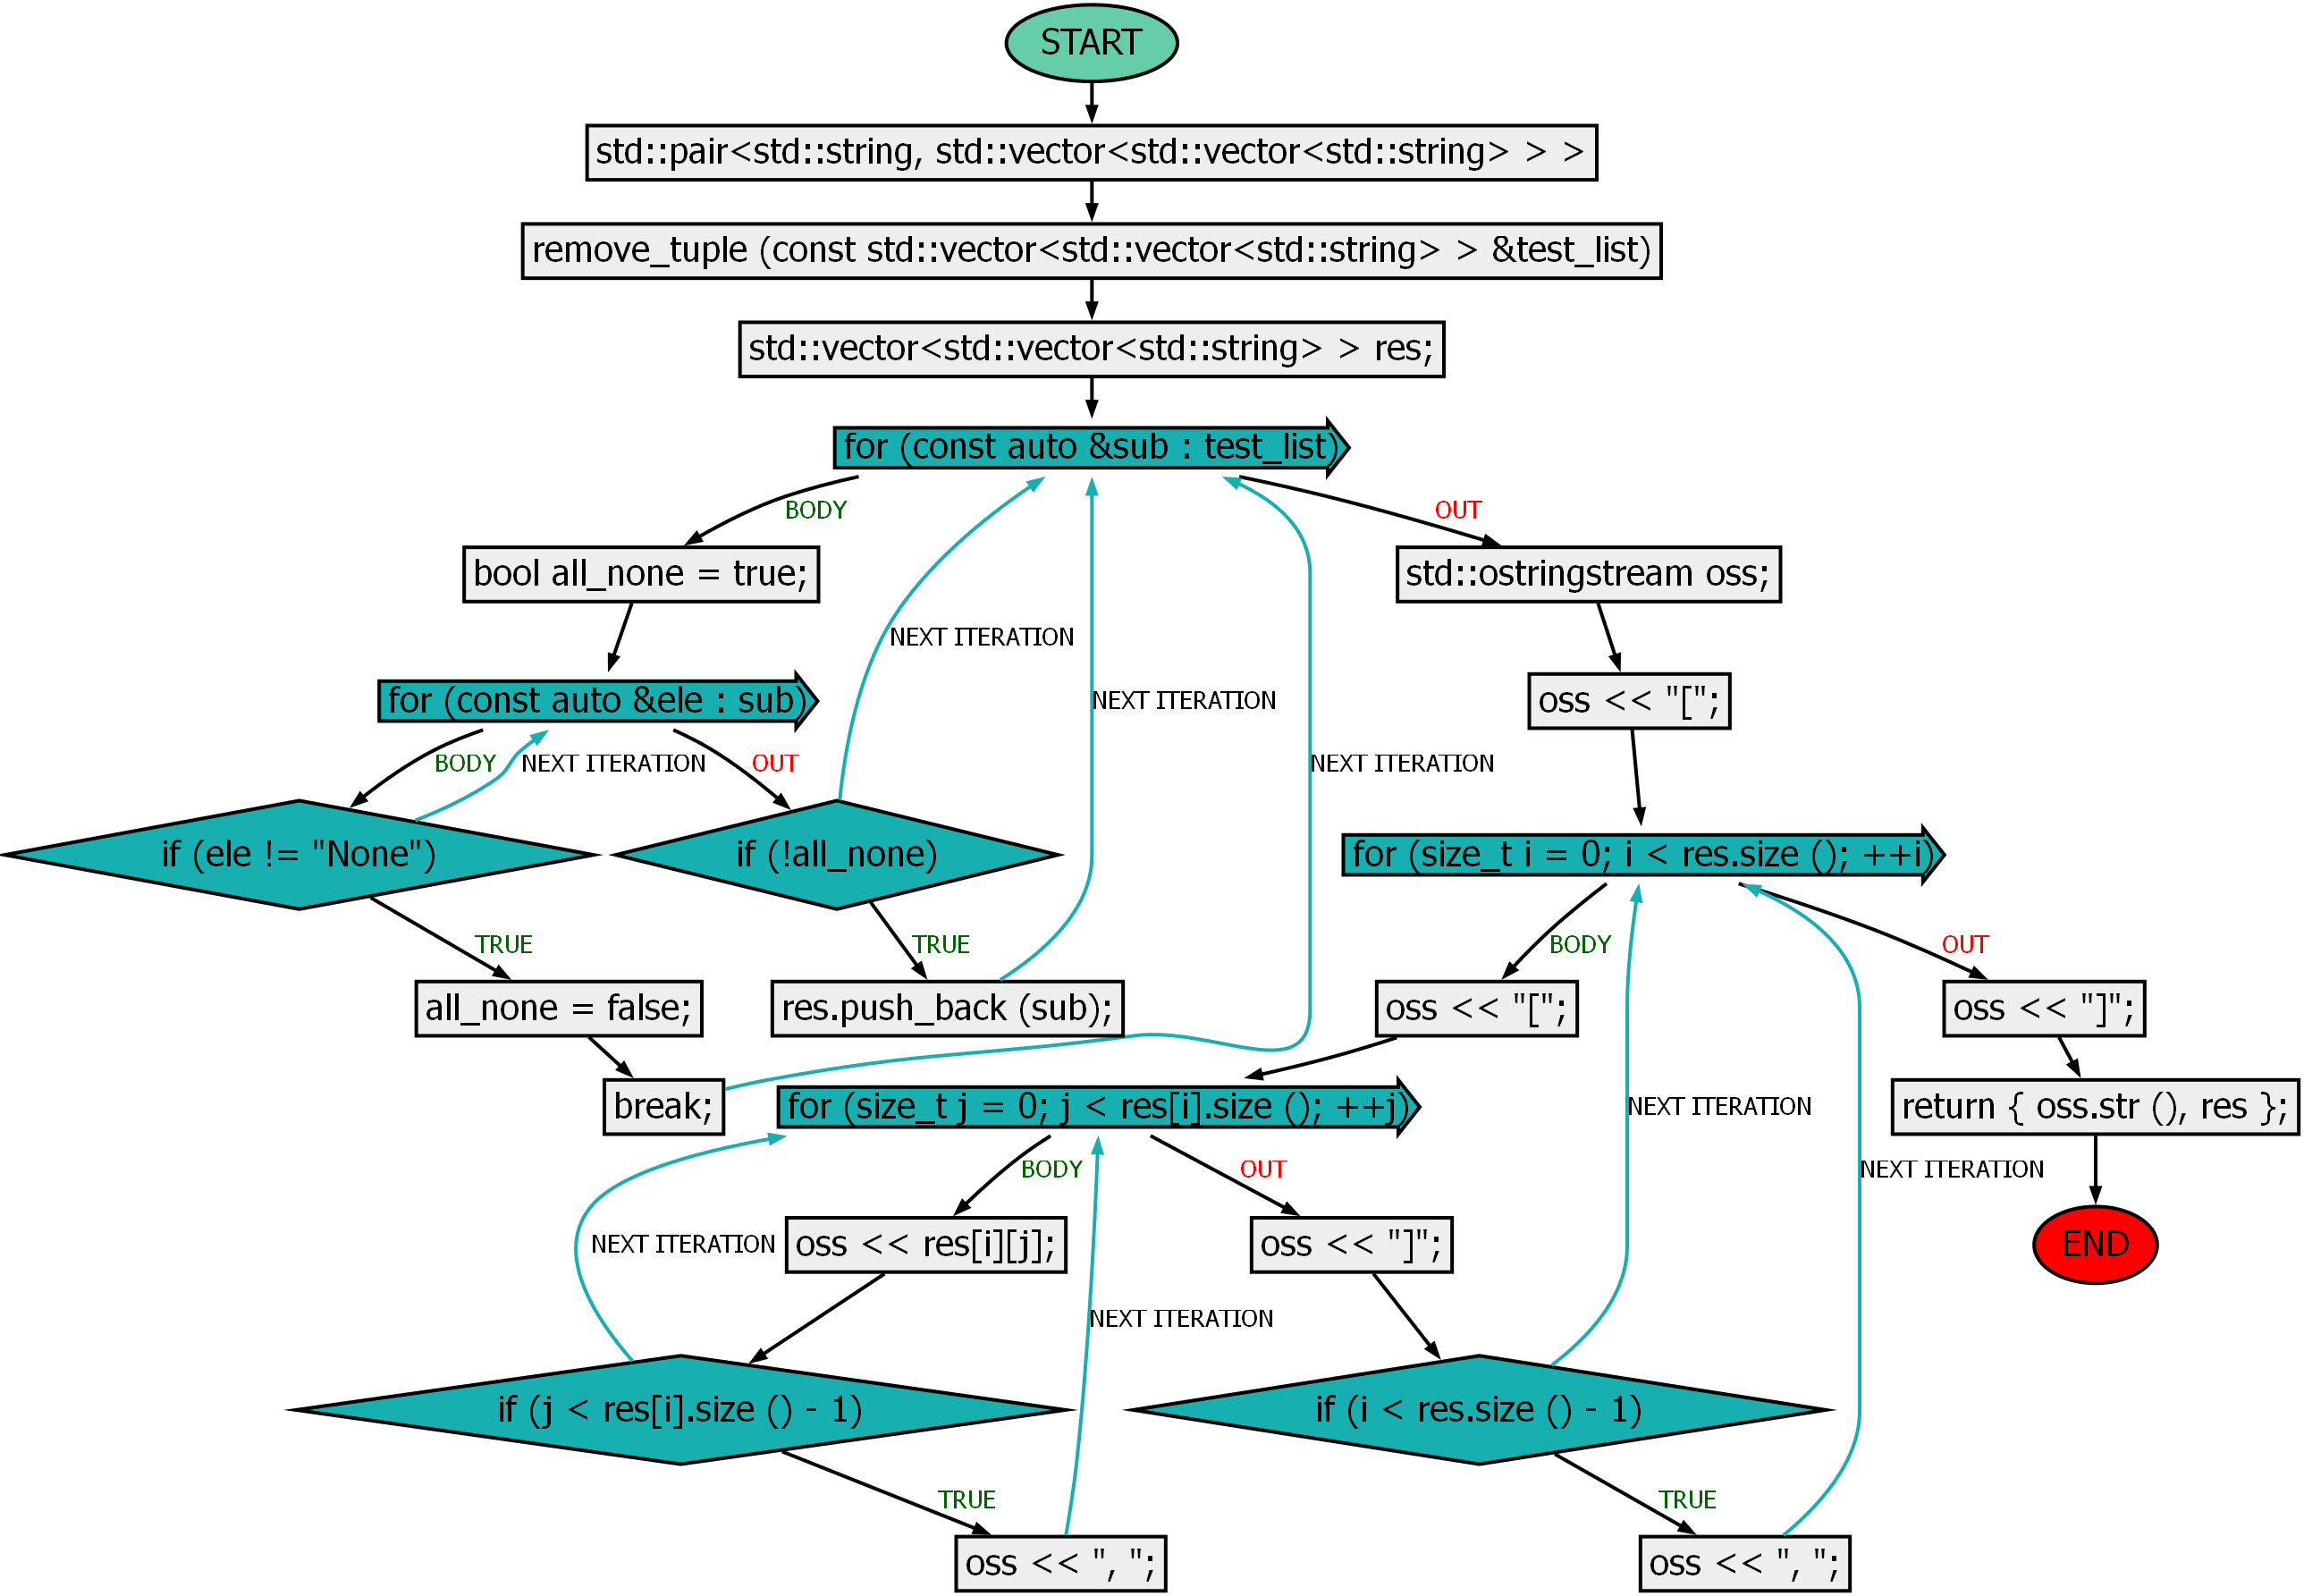 START
std::pair<std::string, std::vector<std::vector<std::string> > >
remove_tuple (const std::vector<std::vector<std::string> > &test_list)
std::vector<std::vector<std::string> > res;
for (const auto &sub : test_list)
BODY
OUT
bool all_none = true;
std::ostringstream oss;
NEXT ITERATION
for (const auto &ele : sub)
NEXT ITERATION
oss << "[";
BODY
NEXT ITERATION
OUT
NEXT ITERATION
if (ele != "None")
if (!all_none)
for (size_t i = 0; i < res.size (); ++i)
TRUE
TRUE
BODY
OUT
all_none = false;
res.push_back (sub);
oss << "[";
oss << "]";
break;
for (size_t j = 0; j < res[i].size (); ++j)
NEXT ITERATION
return { oss.str (), res };
BODY
OUT
NEXT ITERATION
NEXT ITERATION
oss << res[i][j];
oss << "]";
END
NEXT ITERATION
if (j < res[i].size () - 1)
if (i < res.size () - 1)
TRUE
TRUE
oss << ", ";
oss << ", ";